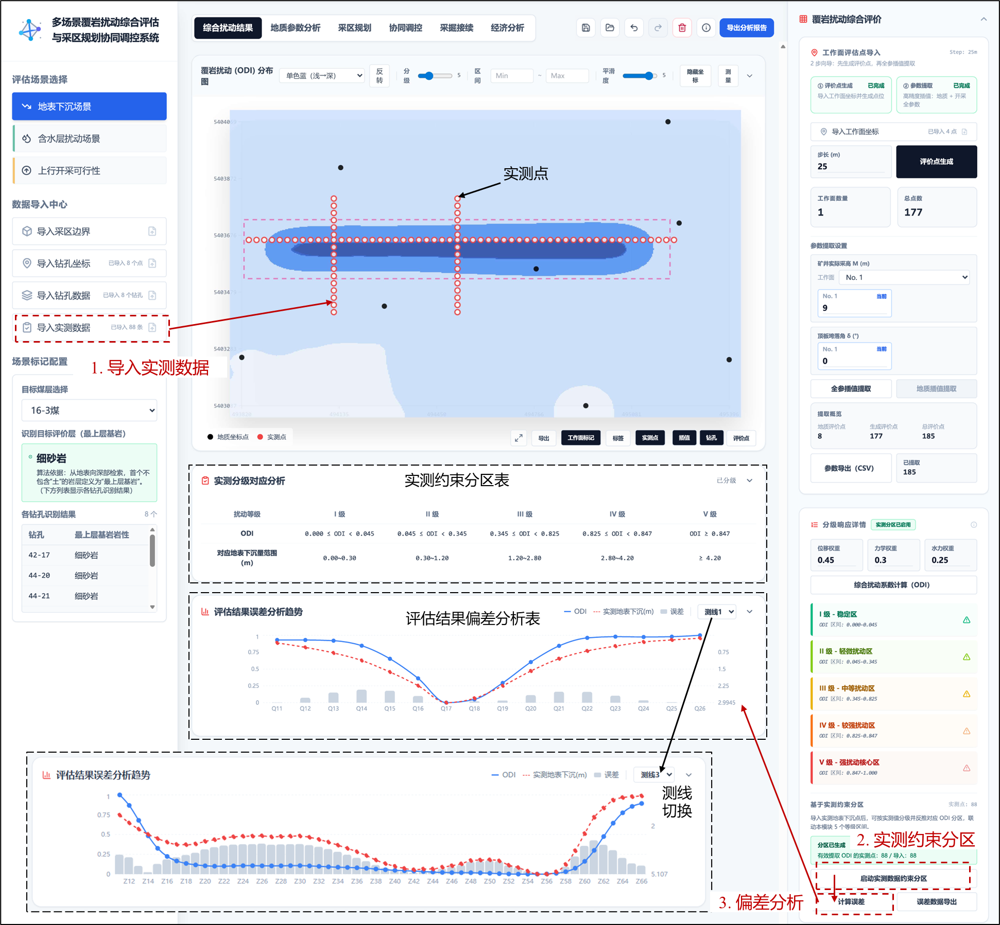 多场景覆岩扰动综合评估
与采区规划协同调控系统
评估场景选择
地表下沉场景
含水层扰动场景
上行开采可行性
数据导入中心
导入采区边界
导入钻孔坐标 已导入 8 个点
导入钻孔数据 已导入 8 个钻孔
导入实测数据 已导入 88 条
1. 导入实测数据
场景标记配置
目标煤层选择
16-3煤
识别目标评价层（最上层基岩）
细砂岩
算法依据：从地表向深部检索，首个不
包含"土"的岩层定义为"最上层基岩"。
（下方列表显示各钻孔识别结果）
各钻孔识别结果 8 个
钻孔 最上层基岩岩性
42-17 细砂岩
44-20 细砂岩
44-21 细砂岩
综合扰动结果 地质参数分析 采区规划 协同调控 采掘接续 经济分析
导出分析报告
覆岩扰动 (ODI) 分布
图
单色蓝（浅→深）
反
转
分
级
5
区
间
Min ~ Max
平滑
度
5
隐藏坐
标
测
量
5404069
5403872
5403676
5403479
5403283
5403087
493820 494135 494450 494766 495081 495396
实测点
地质坐标点 实测点
导出 工作面标记 标签 实测点 插值 钻孔 评价点
实测分级对应分析 实测约束分区表 已分级
扰动等级 I 级 II 级 III 级 IV 级 V 级
ODI 0.000 ≤ ODI < 0.045 0.045 ≤ ODI < 0.345 0.345 ≤ ODI < 0.825 0.825 ≤ ODI < 0.847 ODI ≥ 0.847
对应地表下沉量范围
(m)
0.00~0.30 0.30~1.20 1.20~2.80 2.80~4.20 ≥ 4.20
评估结果误差分析趋势 评估结果偏差分析表 ODI 实测地表下沉(m) 误差 测线1
1
0.75 0.75
0.5 1.5
0.25 2.25
0 2.9945
Q11 Q12 Q13 Q14 Q15 Q16 Q17 Q18 Q19 Q20 Q21 Q22 Q23 Q24 Q25 Q26
评估结果误差分析趋势 ODI 实测地表下沉(m) 误差 测线3
测线
切换
1
0.75
0.5 2
0.25
0 5.107
Z12 Z14 Z16 Z18 Z20 Z22 Z24 Z26 Z28 Z30 Z32 Z34 Z36 Z38 Z40 Z42 Z44 Z46 Z48 Z50 Z52 Z54 Z56 Z58 Z60 Z62 Z64 Z66
覆岩扰动综合评价
工作面评估点导入 Step: 25m
2 步向导：先生成评价点，再全参插值提取
① 评价点生成 已完成
导入工作面坐标并生成点位
② 参数提取 已完成
高精度插值：地质 + 开采
全参数
导入工作面坐标 已导入 4 点
步长 (m)
25
评价点生成
工作面数量
1
总点数
177
参数提取设置
矿井实际采高 M (m)
工作面 No. 1
No. 1 当前
9
顶板垮落角 δ (°)
No. 1 当前
0
全参插值提取 地质插值提取
提取概览
地质评价点 生成评价点 总评价点
8 177 185
参数导出（CSV）
已提取
185
分级响应详情 实测分区已启用
位移权重 力学权重 水力权重
0.45 0.3 0.25
综合扰动系数计算（ODI）
I 级 - 稳定区
ODI 区间: 0.000-0.045
II 级 - 轻微扰动区
ODI 区间: 0.045-0.345
III 级 - 中等扰动区
ODI 区间: 0.345-0.825
IV 级 - 较强扰动区
ODI 区间: 0.825-0.847
V 级 - 强扰动核心区
ODI 区间: 0.847-1.000
基于实测约束分区 实测点: 88
导入实测地表下沉点后，可按实测值分级并反推对应 ODI 分区，联
动本模块 5 个等级区间。
2. 实测约束分区
分区已生成
有效提取 ODI 的实测点：88 / 导入：88
启动实测数据约束分区
3. 偏差分析
计算误差 误差数据导出